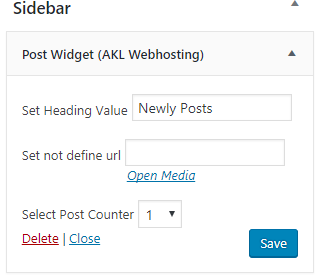 Sidebar
Post Widget (AKL Webhosting)
Set Heading Value Newly Posts
Set not define url
Open Media
Select Post Counter 1
Delete | Close Save